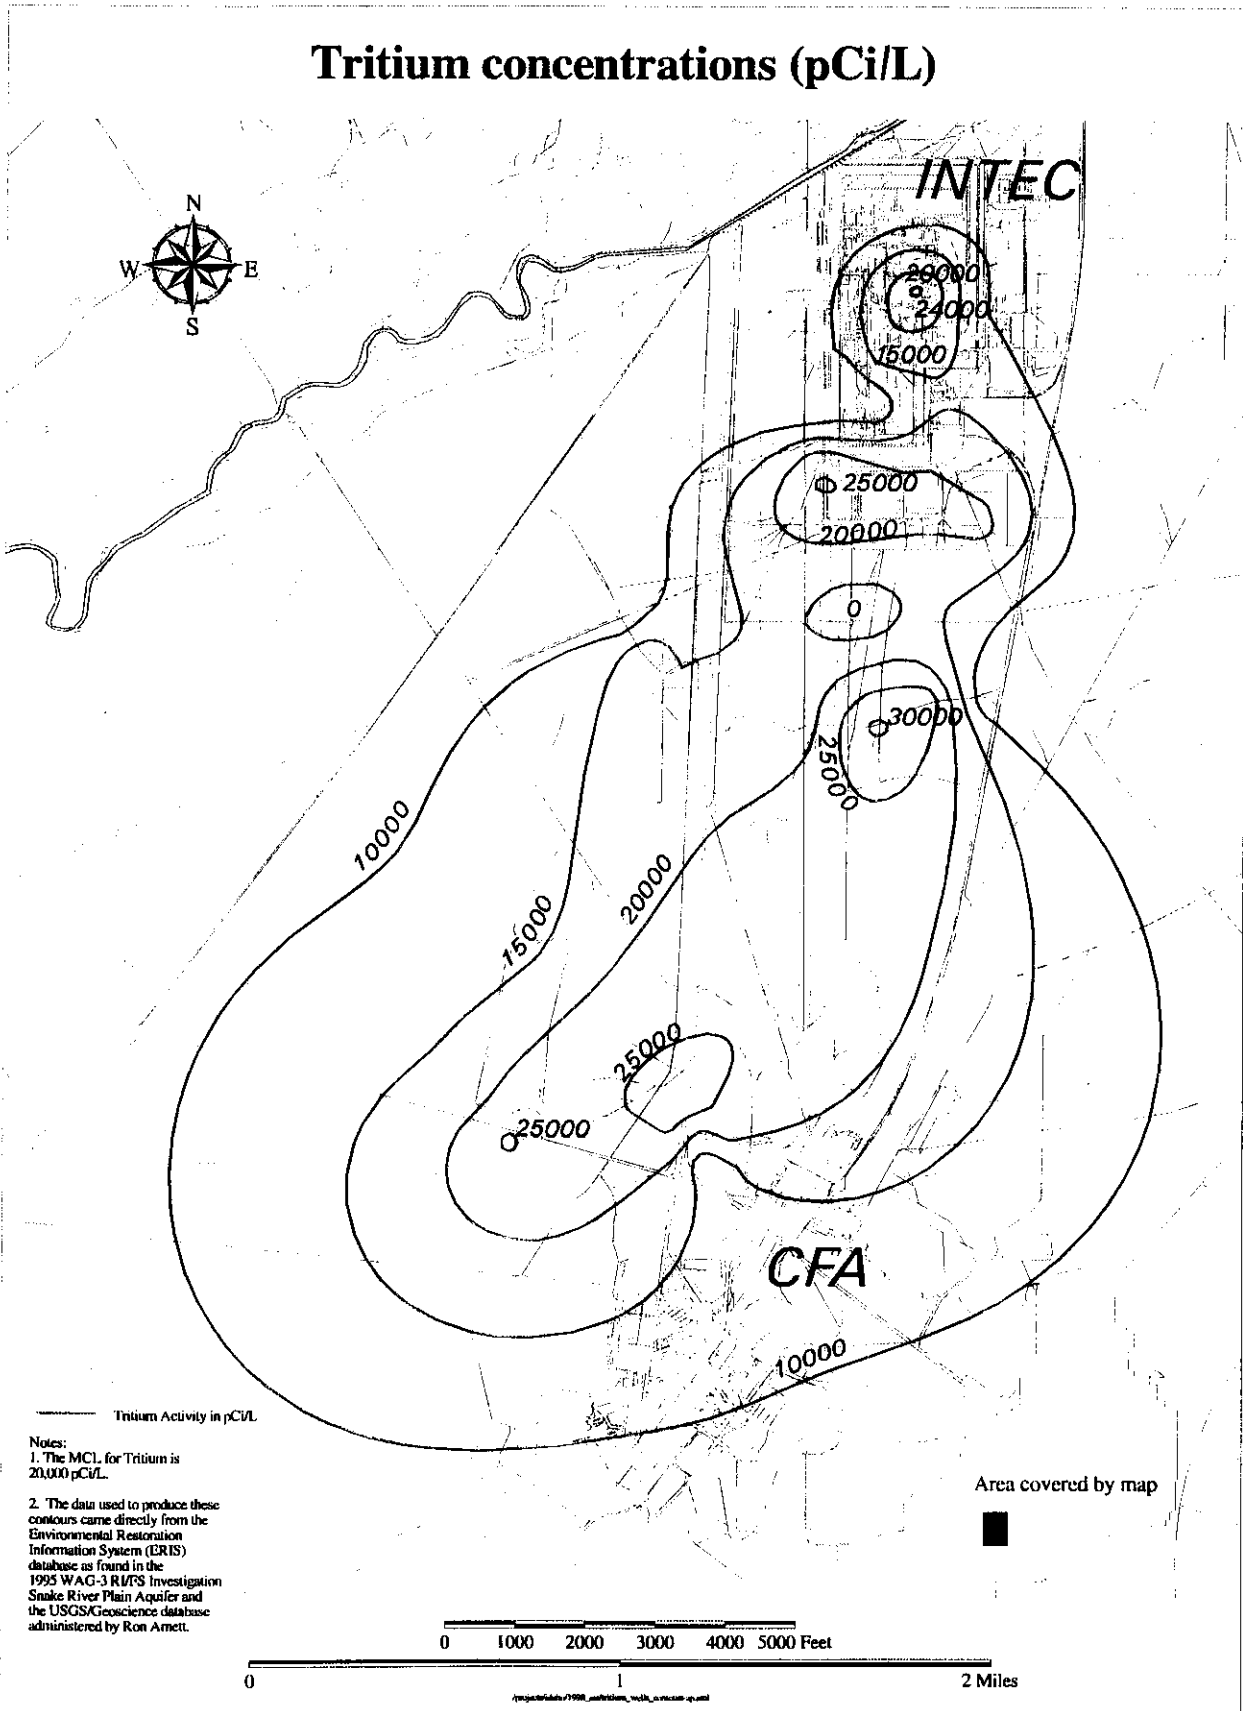 Tritium concentrations (pCi/L)
INTEC
N
W E
S
20000
24000
15000
25000
20000
0
30000
25000
10000
20000
15000
25000
25000
CFA
10000
Tritium Activity in pCi/L
Notes:
1. The MCL for Tritium is
20,000 pCi/L.
2. The data used to produce these
contours came directly from the
Environmental Restoration
Information System (ERIS)
database as found in the
1995 WAG-3 RI/FS Investigation
Snake River Plain Aquifer and
the USGS/Geoscience database
administered by Ron Arnett.
Area covered by map
0 1000 2000 3000 4000 5000 Feet
0 1 2 Miles